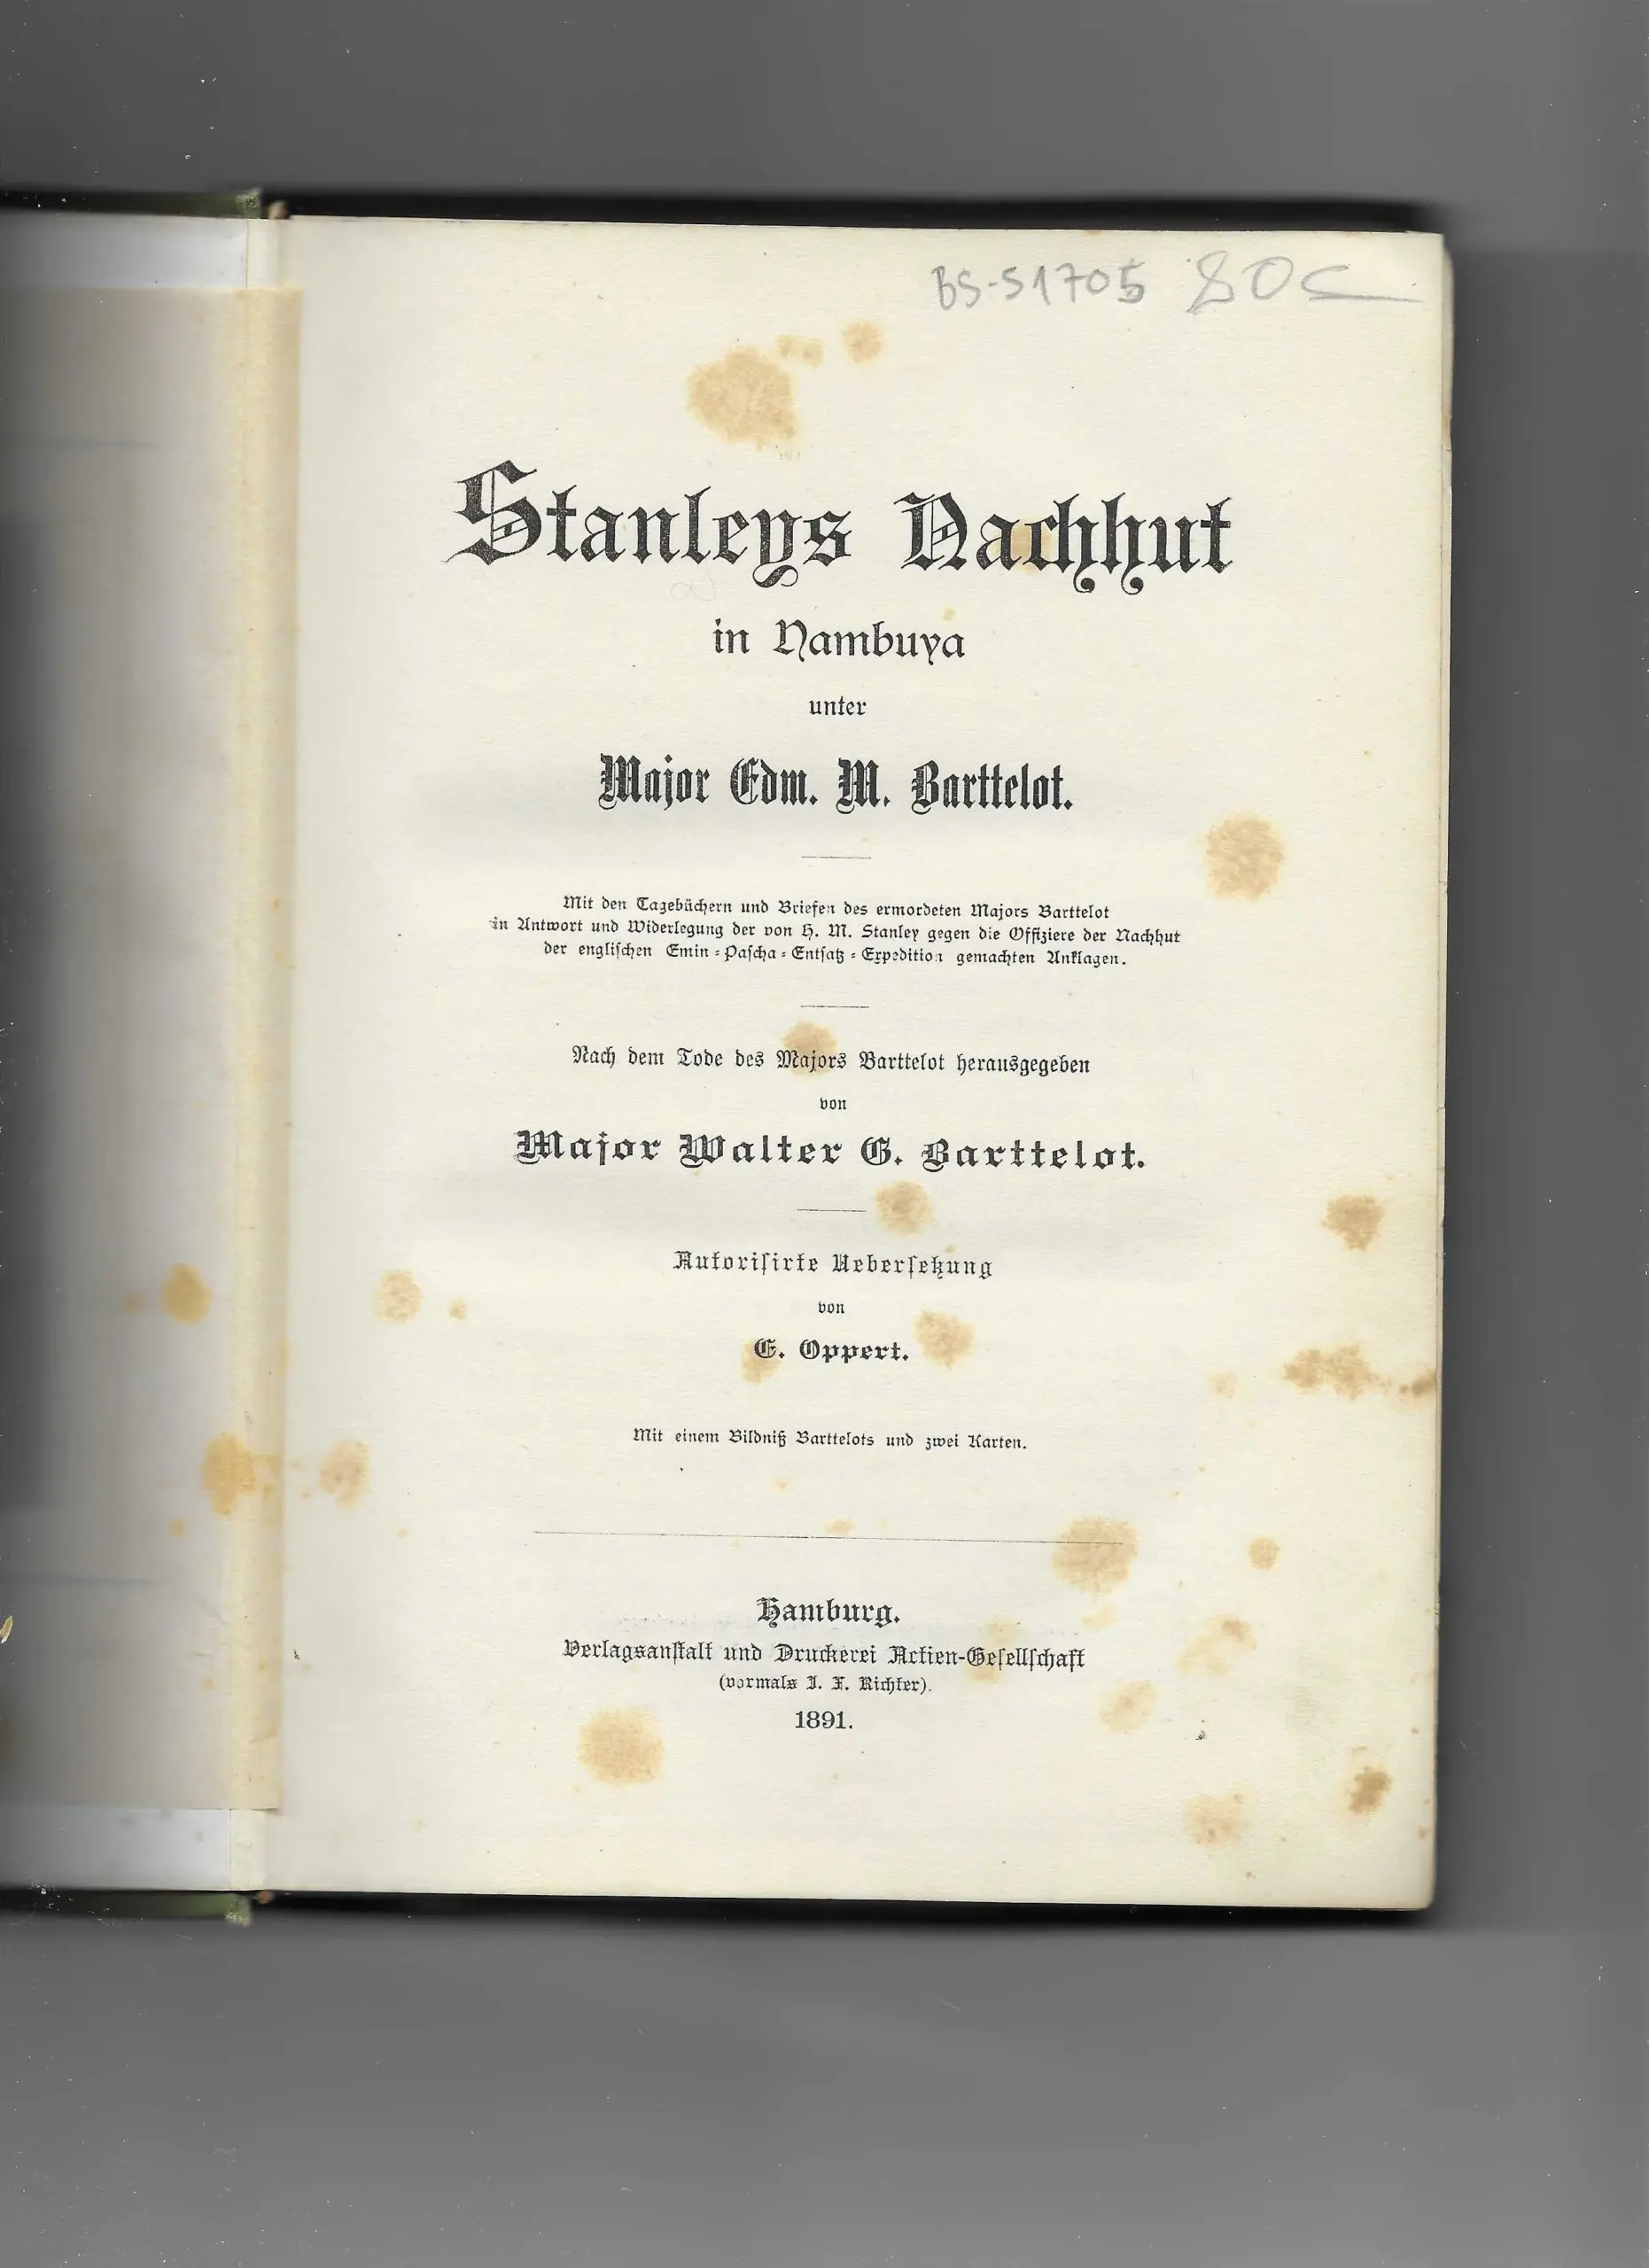 BS-51705
Stanleys Nachhut
in Yambuya
unter
Major Edm. M. Barttelot.
Mit den Tagebüchern und Briefen des ermordeten Majors Barttelot
in Antwort und Widerlegung der von H. M. Stanley gegen die Offiziere der Nachhut
der englischen Emin-Pascha-Entsatz-Expedition gemachten Anklagen.
Nach dem Tode des Majors Barttelot herausgegeben
von
Major Walter G. Barttelot.
Autorisirte Uebersetzung
von
E. Oppert.
Mit einem Bildniß Barttelots und zwei Karten.
Hamburg.
Verlagsanstalt und Druckerei Actien-Gesellschaft
(vormals J. F. Richter).
1891.